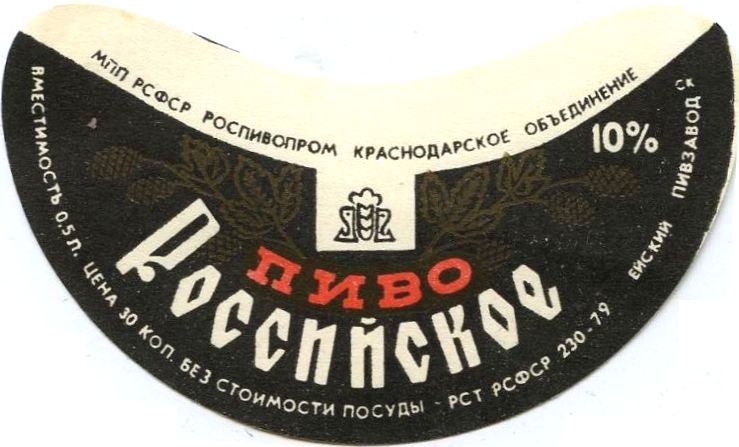 МПП РСФСР РОСПИВОПРОМ КРАСНОДАРСКОЕ ОБЪЕДИНЕНИЕ
10%
ПИВО
Российское
ВМЕСТИМОСТЬ 0.5 Л. ЦЕНА 30 КОП. БЕЗ СТОИМОСТИ ПОСУДЫ - РСТ РСФСР 230-79
ЕЙСКИЙ ПИВЗАВОД СК